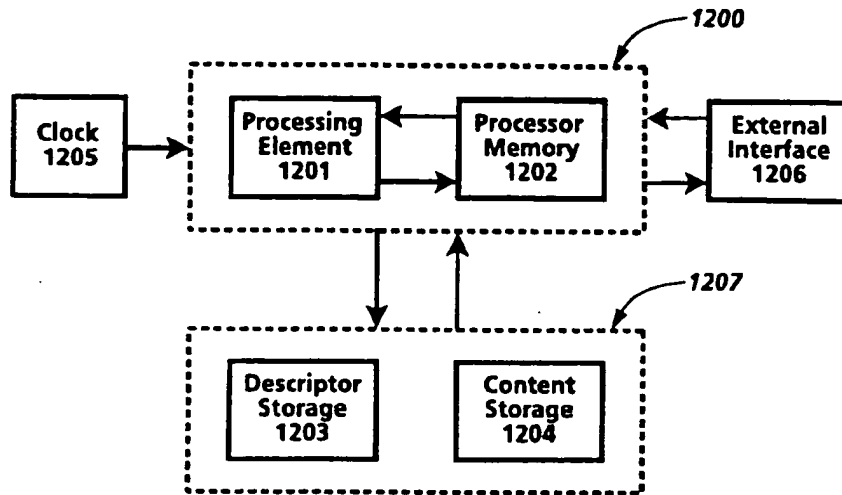 1200
Clock
1205
Processing
Element
1201
Processor
Memory
1202
External
Interface
1206
1207
Descriptor
Storage
1203
Content
Storage
1204